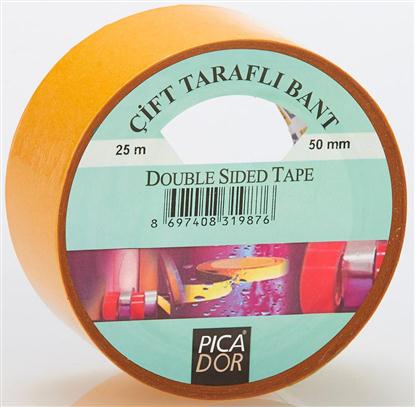 ÇİFT TARAFLI BANT
25 m
50 mm
DOUBLE SIDED TAPE
8 697408 319876
PICA®
DOR